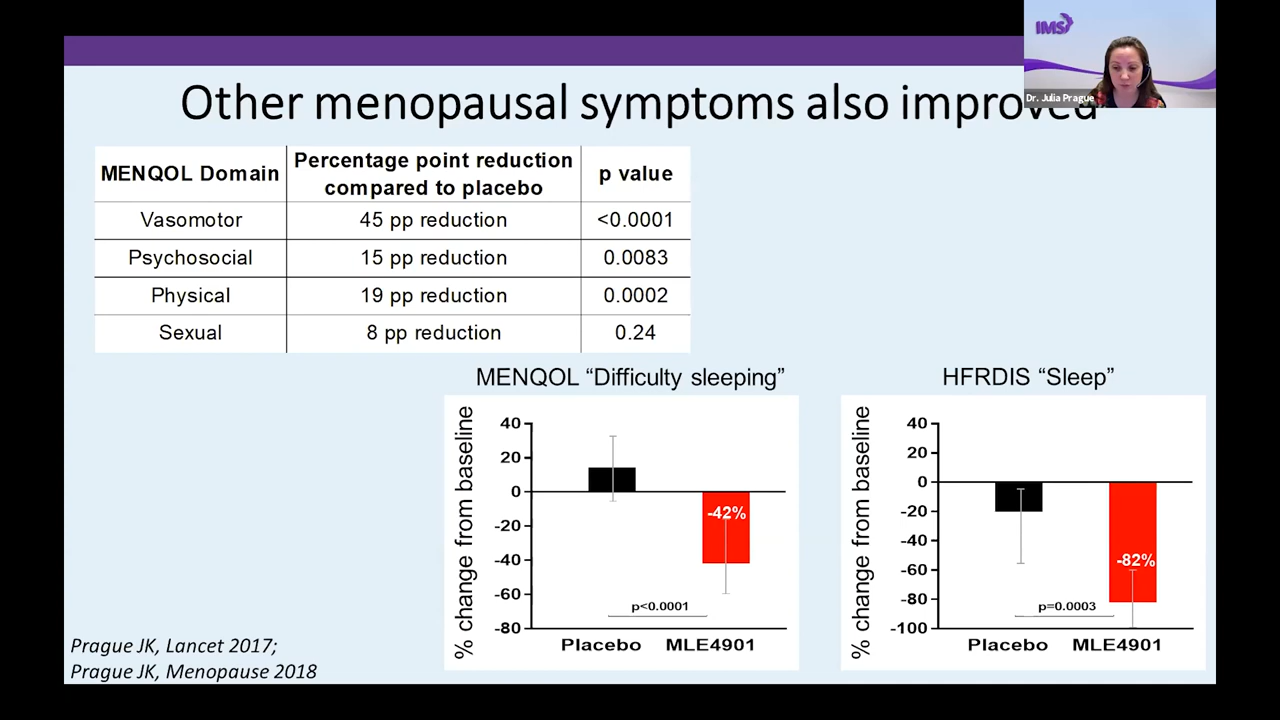 IMS
Dr. Julia Prague
Other menopausal symptoms also improved
MENQOL Domain
Percentage point reduction
compared to placebo
p value
Vasomotor
45 pp reduction
<0.0001
Psychosocial
15 pp reduction
0.0083
Physical
19 pp reduction
0.0002
Sexual
8 pp reduction
0.24
MENQOL “Difficulty sleeping”
% change from baseline
40
20
0
-20
-40
-60
-80
-42%
p<0.0001
Placebo
MLE4901
HFRDIS “Sleep”
% change from baseline
40
20
0
-20
-40
-60
-80
-100
-82%
p=0.0003
Placebo
MLE4901
Prague JK, Lancet 2017;
Prague JK, Menopause 2018